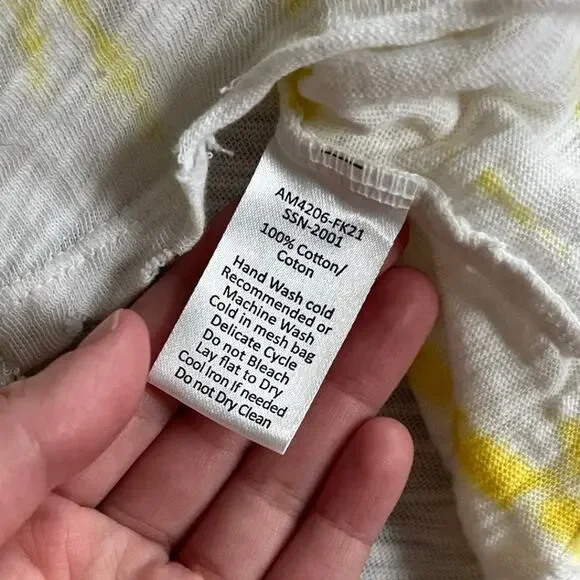 AM4206-FK21
SSN-2001
100% Cotton/
Coton
Hand Wash cold
Recommended or
Machine Wash
Cold in mesh bag
Delicate Cycle
Do not Bleach
Lay flat to Dry
Cool Iron If needed
Do not Dry Clean